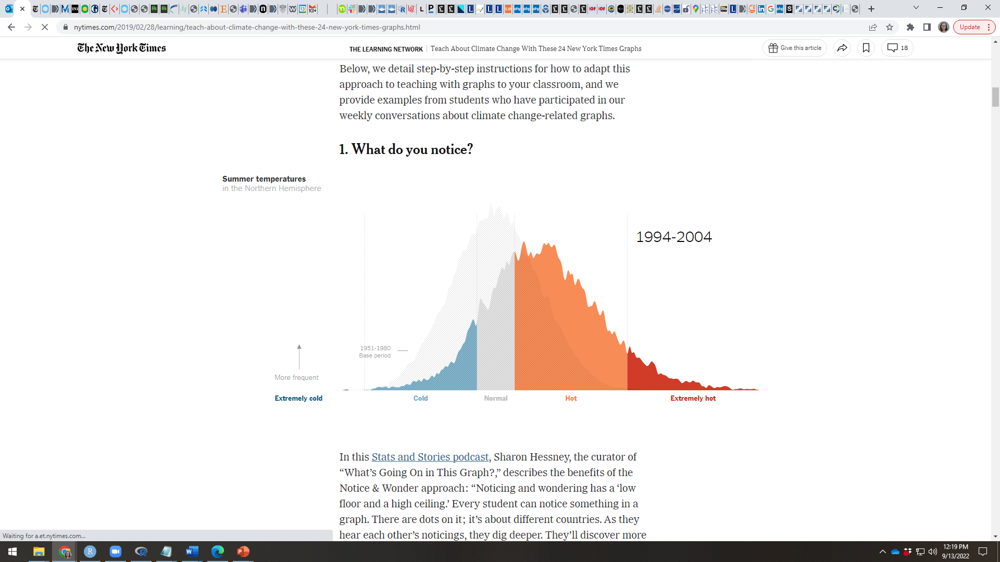 Update
nytimes.com/2019/02/28/learning/teach-about-climate-change-with-these-24-new-york-times-graphs.html
The New York Times
THE LEARNING NETWORK | Teach About Climate Change With These 24 New York Times Graphs
Give this article
18
Below, we detail step-by-step instructions for how to adapt this
approach to teaching with graphs to your classroom, and we
provide examples from students who have participated in our
weekly conversations about climate change-related graphs.
1. What do you notice?
Summer temperatures
in the Northern Hemisphere
1994-2004
1951-1980
Base period
More frequent
Extremely cold
Cold
Normal
Hot
Extremely hot
In this Stats and Stories podcast, Sharon Hessney, the curator of
“What’s Going On in This Graph?,” describes the benefits of the
Notice & Wonder approach: “Noticing and wondering has a ‘low
floor and a high ceiling.’ Every student can notice something in a
graph. There are dots on it; it’s about different countries. As they
hear each other’s noticings, they dig deeper. They’ll discover more
Waiting for a.et.nytimes.com...
12:19 PM
9/13/2022